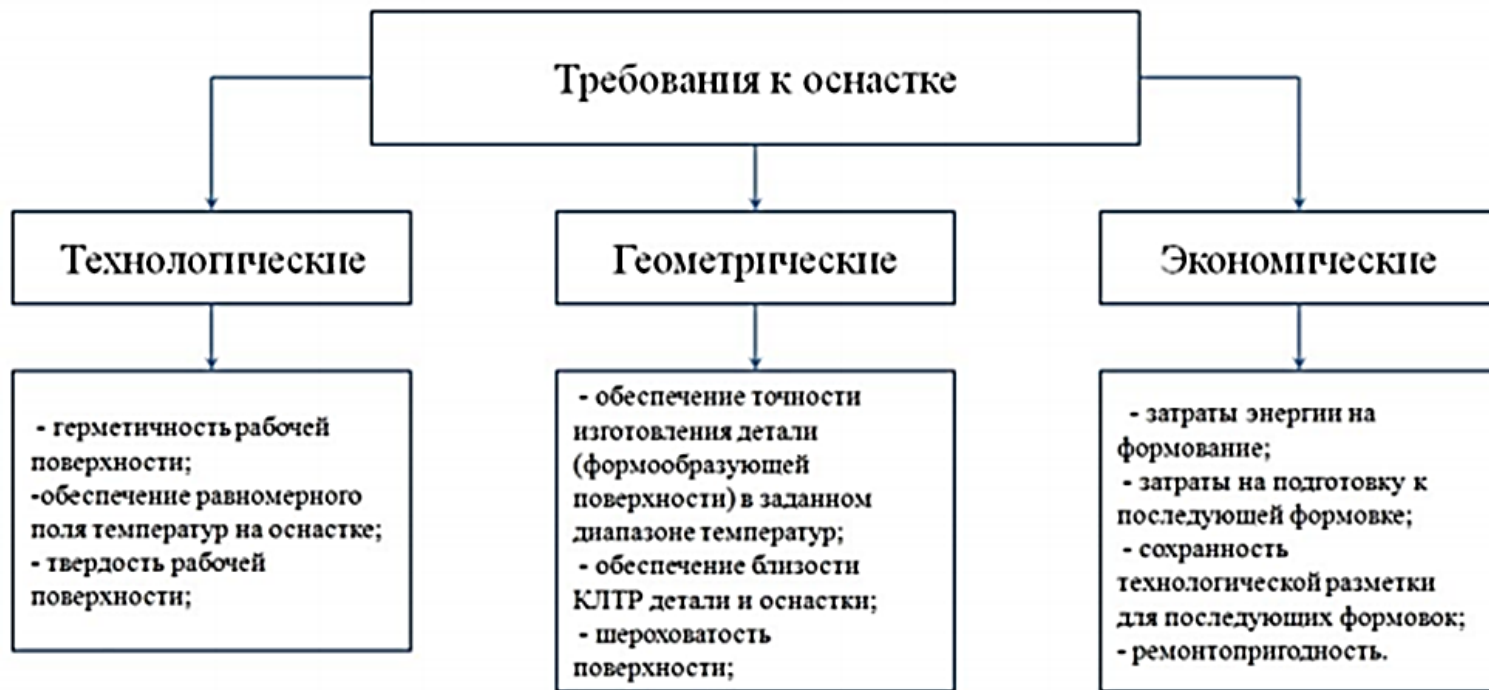 Требования к оснастке
Технологические
Геометрические
Экономические
- герметичность рабочей
поверхности;
-обеспечение равномерного
поля температур на оснастке;
- твердость рабочей
поверхности;
- обеспечение точности
изготовления детали
(формообразующей
поверхности) в заданном
диапазоне температур;
- обеспечение близости
КЛТР детали и оснастки;
- шероховатость
поверхности;
- затраты энергии на
формование;
- затраты на подготовку к
последующей формовке;
- сохранность
технологической разметки
для последующих формовок;
- ремонтопригодность.